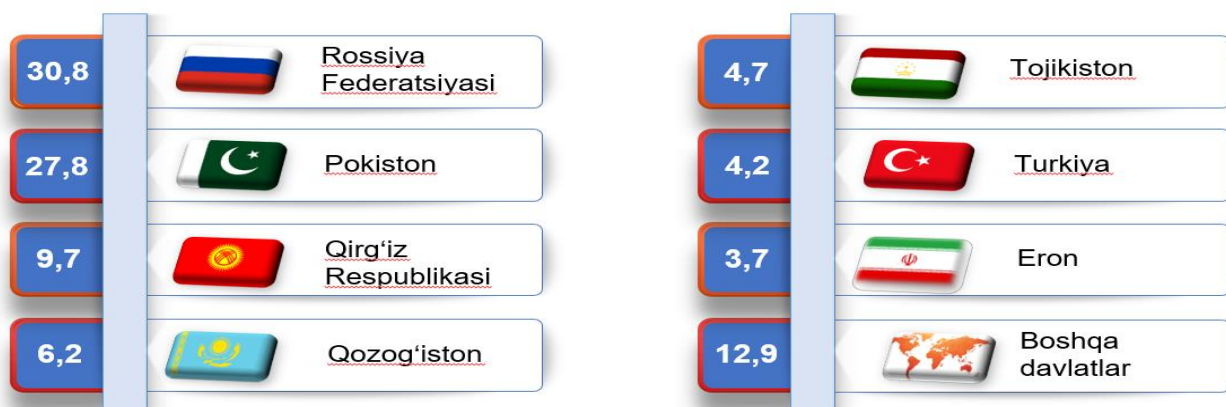 30,8
Rossiya
Federatsiyasi
27,8
Pokiston
9,7
Qirg‘iz
Respublikasi
6,2
Qozog‘iston
4,7
Tojikiston
4,2
Turkiya
3,7
Eron
12,9
Boshqa
davlatlar